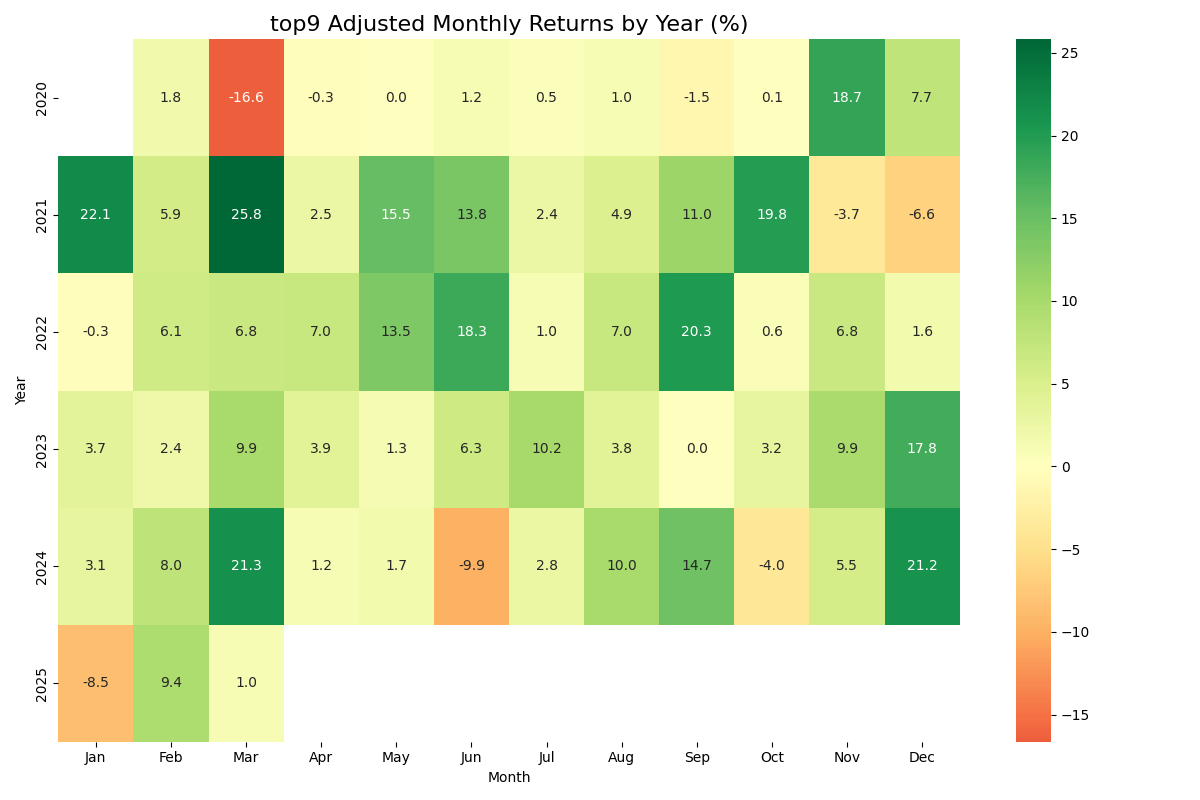 top9 Adjusted Monthly Returns by Year (%)
2020 1.8 -16.6 -0.3 0.0 1.2 0.5 1.0 -1.5 0.1 18.7 7.7
2021 22.1 5.9 25.8 2.5 15.5 13.8 2.4 4.9 11.0 19.8 -3.7 -6.6
2022 -0.3 6.1 6.8 7.0 13.5 18.3 1.0 7.0 20.3 0.6 6.8 1.6
2023 3.7 2.4 9.9 3.9 1.3 6.3 10.2 3.8 0.0 3.2 9.9 17.8
2024 3.1 8.0 21.3 1.2 1.7 -9.9 2.8 10.0 14.7 -4.0 5.5 21.2
2025 -8.5 9.4 1.0
Year
Jan Feb Mar Apr May Jun Jul Aug Sep Oct Nov Dec
Month
25
20
15
10
5
0
−5
−10
−15